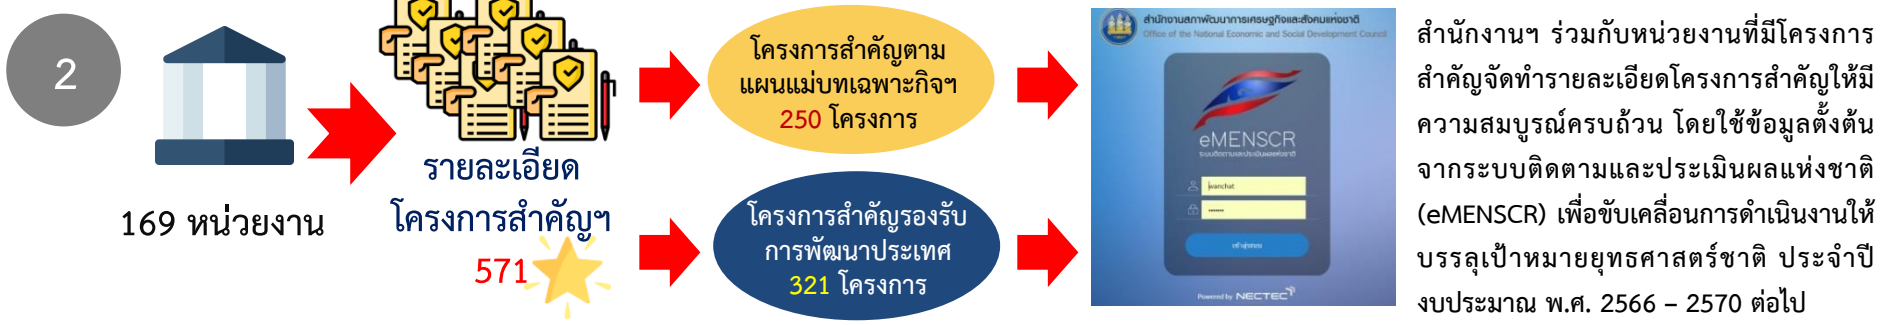 2
169 หน่วยงาน
รายละเอียด
โครงการสำคัญฯ
571
โครงการสำคัญตาม
แผนแม่บทเฉพาะกิจฯ
250 โครงการ
โครงการสำคัญรองรับ
การพัฒนาประเทศ
321 โครงการ
สำนักงานสภาพัฒนาการเศรษฐกิจและสังคมแห่งชาติ
Office of the National Economic and Social Development Council
eMENSCR
ระบบติดตามและประเมินผลแห่งชาติ
wanchat
เข้าสู่ระบบ
Powered by NECTEC
สำนักงานฯ ร่วมกับหน่วยงานที่มีโครงการ
สำคัญจัดทำรายละเอียดโครงการสำคัญให้มี
ความสมบูรณ์ครบถ้วน โดยใช้ข้อมูลตั้งต้น
จากระบบติดตามและประเมินผลแห่งชาติ
(eMENSCR) เพื่อขับเคลื่อนการดำเนินงานให้
บรรลุเป้าหมายยุทธศาสตร์ชาติ ประจำปี
งบประมาณ พ.ศ. 2566 – 2570 ต่อไป